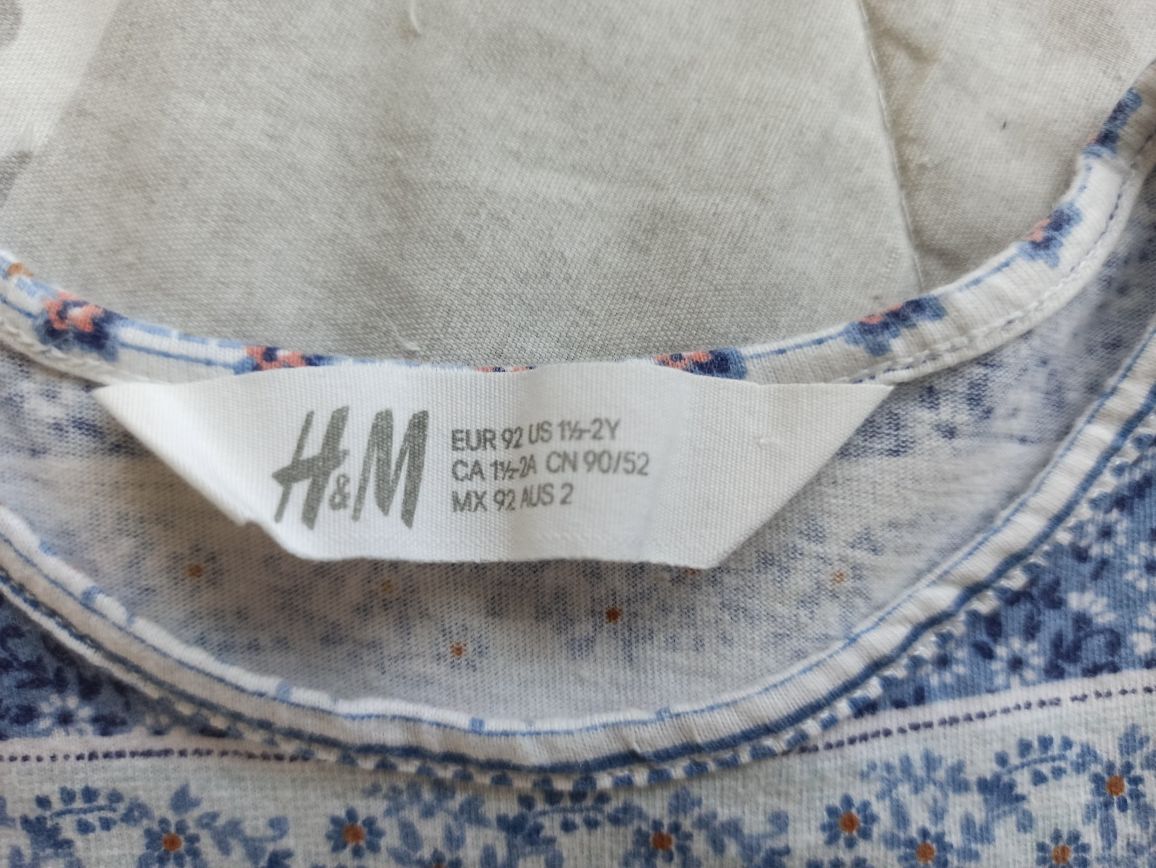 H&M
EUR 92 US 1½-2Y
CA 1½-2A CN 90/52
MX 92 AUS 2